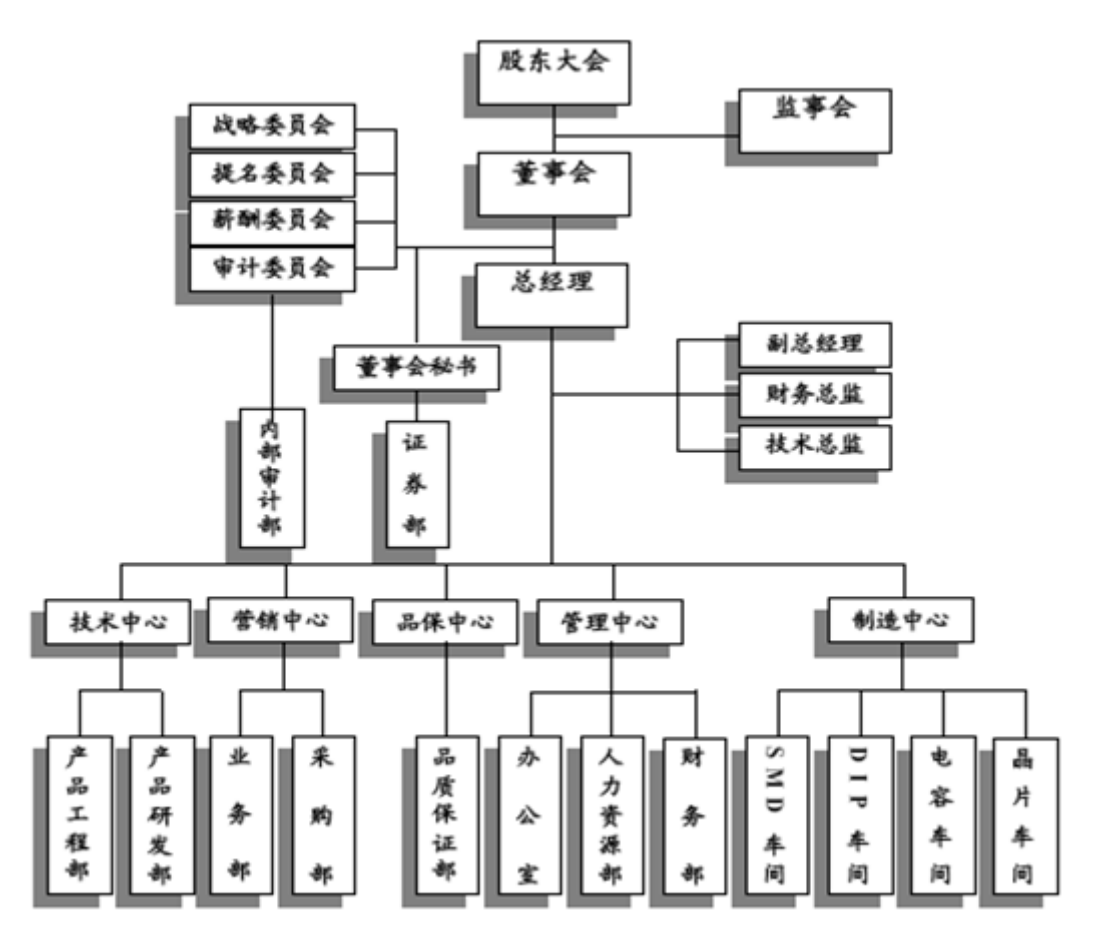 股东大会
监事会
战略委员会
提名委员会
董事会
薪酬委员会
审计委员会
总经理
副总经理
董事会秘书
财务总监
技术总监
内部审计部
证券部
技术中心
营销中心
品保中心
管理中心
制造中心
产品工程部
产品研发部
业务部
采购部
品质保证部
办公室
人力资源部
财务部
SMD车间
DIP车间
电容车间
晶片车间